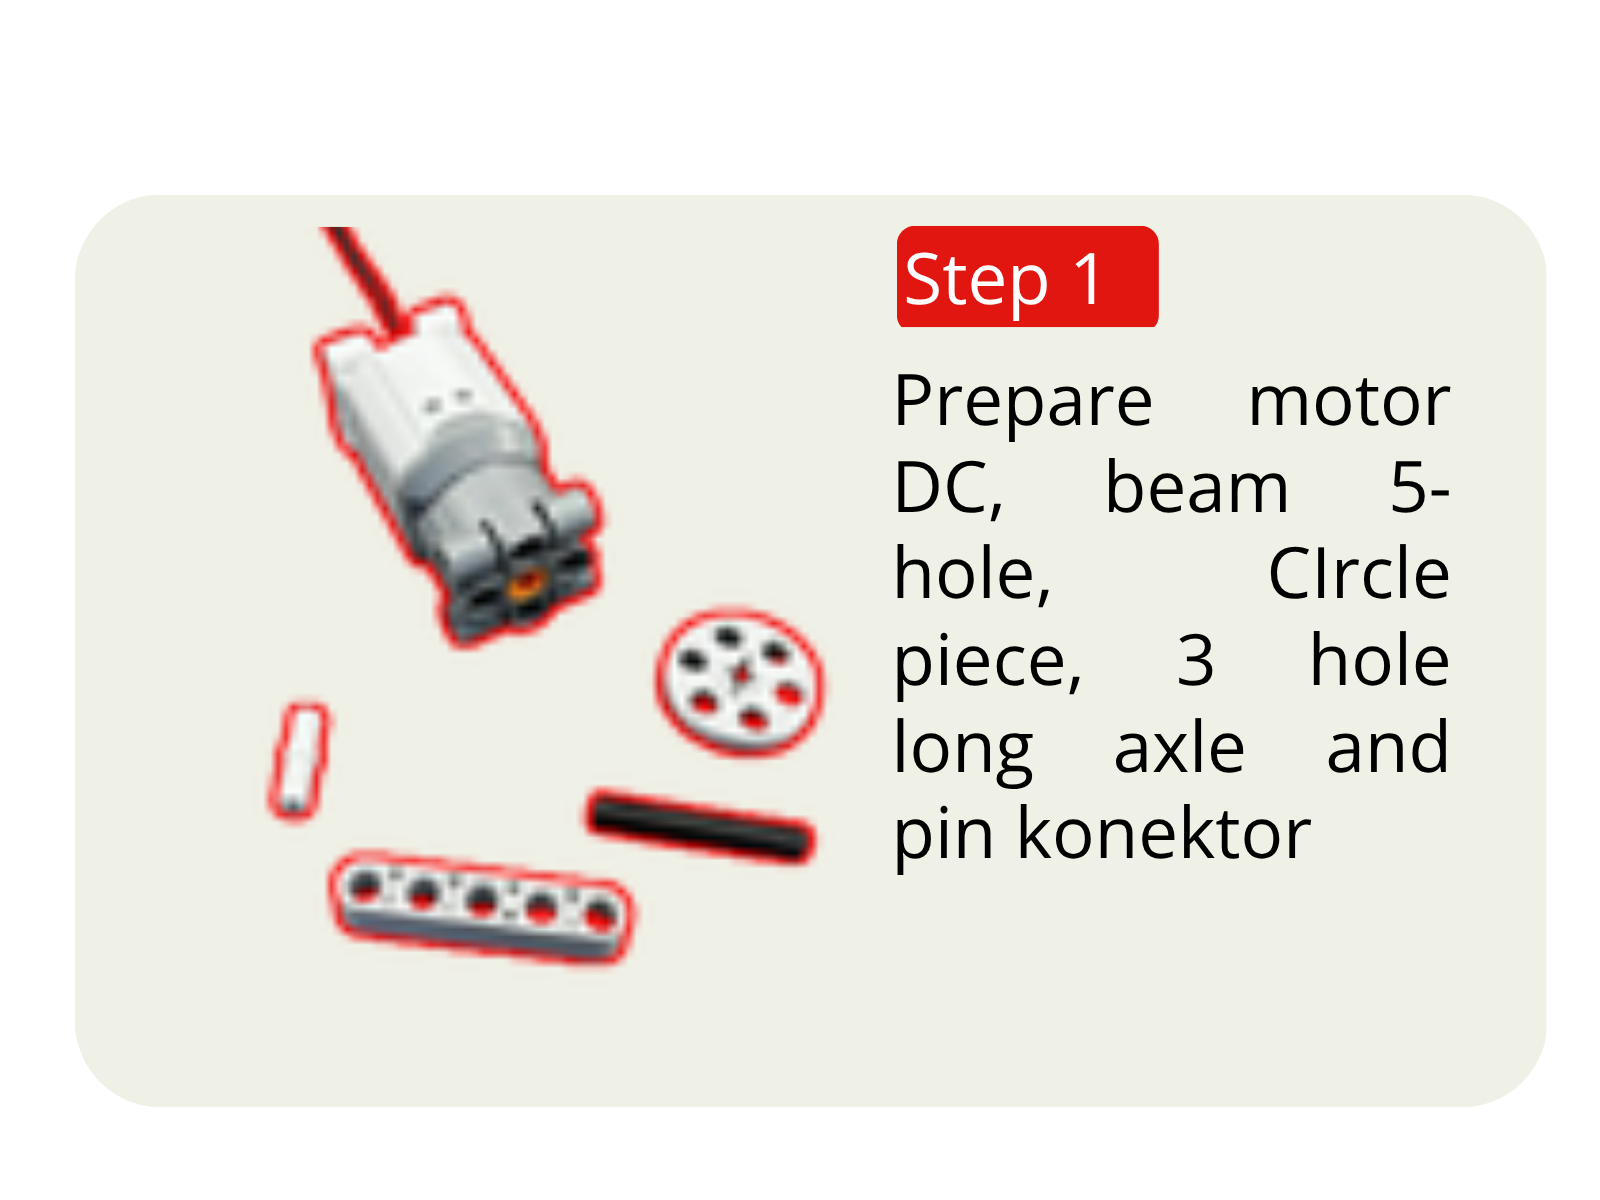 Step 1
Prepare motor
DC, beam 5-
hole, CIrcle
piece, 3 hole
long axle and
pin konektor